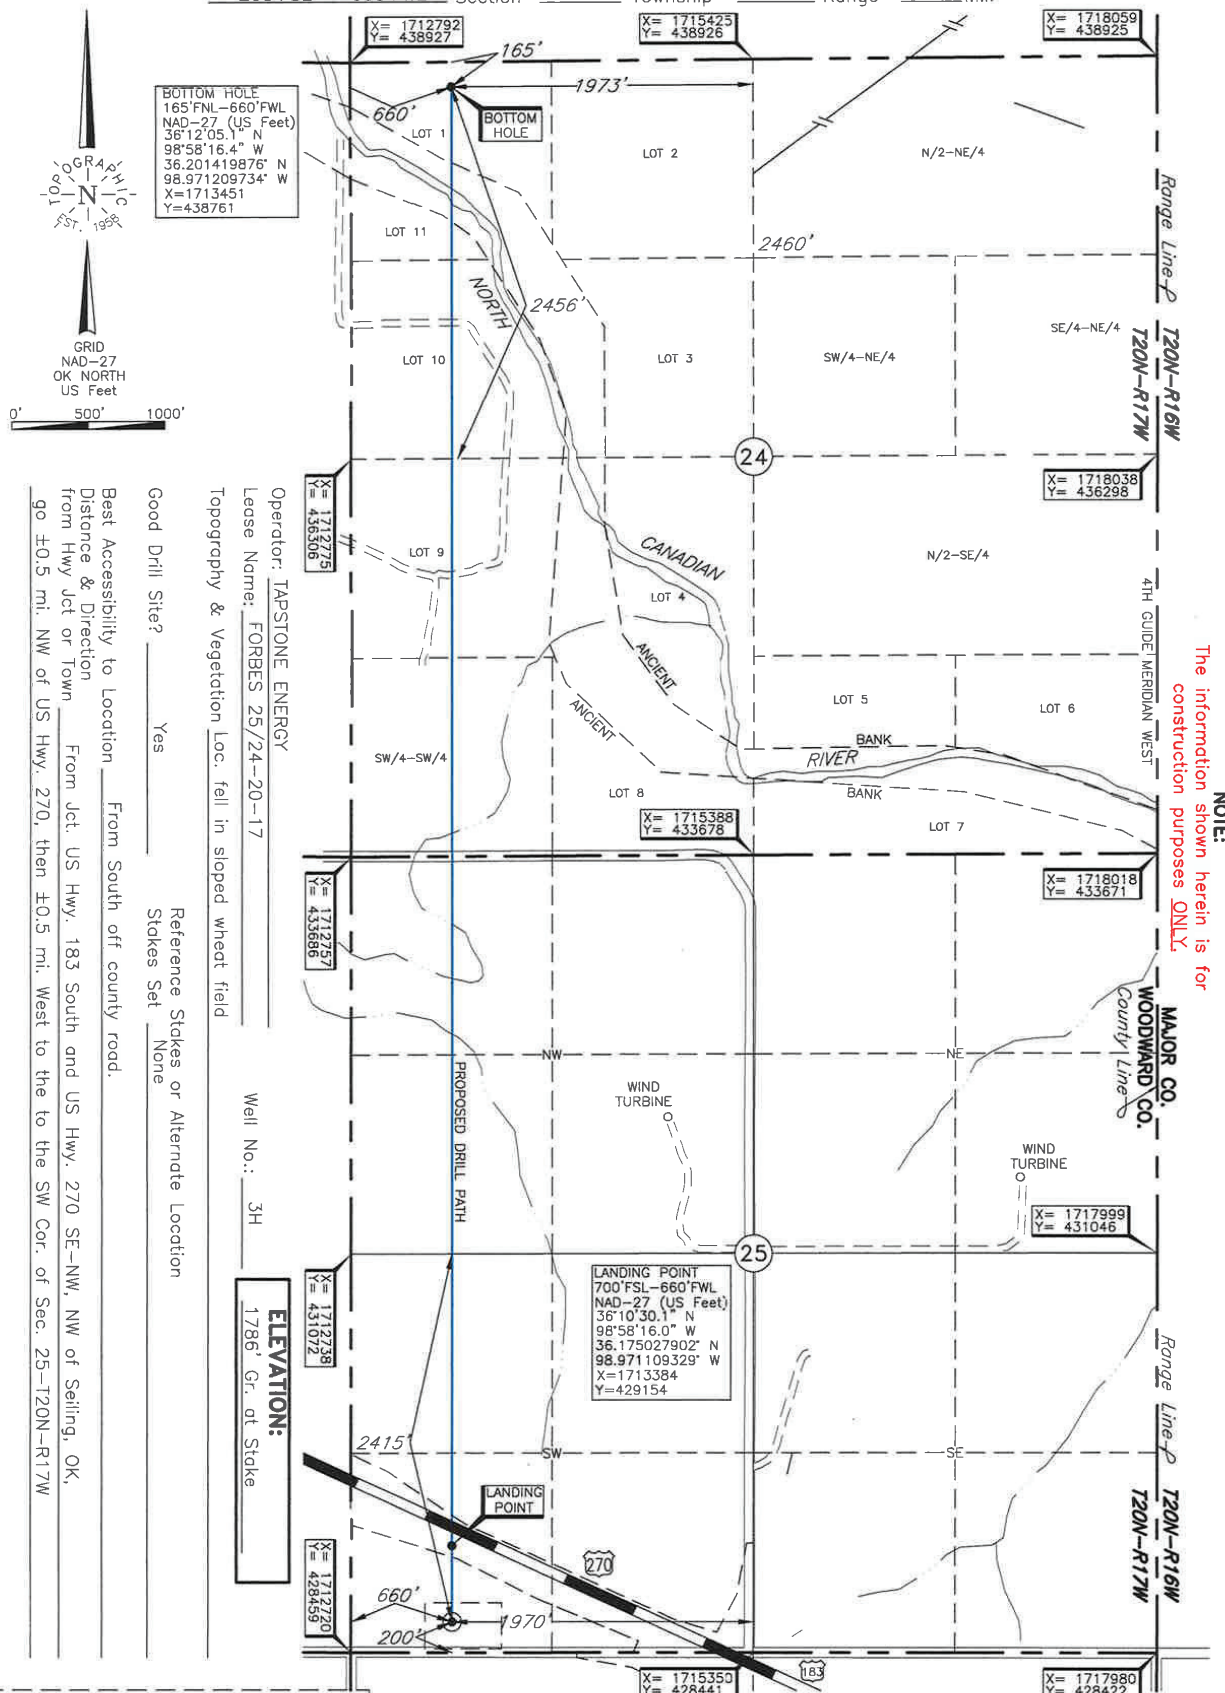 Section Township Range
X= 1712792
Y= 438927
X= 1715425
Y= 438926
X= 1718059
Y= 438925
165'
1973'
660'
BOTTOM HOLE
165'FNL-660'FWL
NAD-27 (US Feet)
36°12'05.1" N
98°58'16.4" W
36.201419876° N
98.971209734° W
X=1713451
Y=438761
BOTTOM
HOLE
LOT 1
LOT 2
N/2-NE/4
TOPOGRAPHIC
N
EST. 1958
LOT 11
2460'
Range Line
NORTH
2456'
GRID
NAD-27
OK NORTH
US Feet
0' 500' 1000'
LOT 10
LOT 3
SW/4-NE/4
SE/4-NE/4
T20N-R16W
T20N-R17W
24
X= 1712775
Y= 436306
X= 1718038
Y= 436298
LOT 9
CANADIAN
LOT 4
N/2-SE/4
4TH GUIDE MERIDIAN WEST
ANCIENT
ANCIENT
LOT 5
LOT 6
BANK
RIVER
BANK
SW/4-SW/4
LOT 8
LOT 7
NOTE:
The information shown herein is for
construction purposes ONLY.
X= 1715388
Y= 433678
X= 1712757
Y= 433686
X= 1718018
Y= 433671
MAJOR CO.
WOODWARD CO.
County Line
NW
NE
PROPOSED DRILL PATH
WIND
TURBINE
WIND
TURBINE
X= 1717999
Y= 431046
25
X= 1712738
Y= 431072
LANDING POINT
700'FSL-660'FWL
NAD-27 (US Feet)
36°10'30.1" N
98°58'16.0" W
36.175027902° N
98.971109329° W
X=1713384
Y=429154
Range Line
2415'
SW
SE
LANDING
POINT
T20N-R16W
T20N-R17W
270
660'
1970'
200'
X= 1712720
Y= 428459
183
X= 1715350
Y= 428441
X= 1717980
Y= 428422
Operator: TAPSTONE ENERGY
Lease Name: FORBES 25/24-20-17 Well No.: 3H
ELEVATION:
1786' Gr. at Stake
Topography & Vegetation Loc. fell in sloped wheat field
Good Drill Site? Yes
Reference Stakes or Alternate Location
Stakes Set None
Best Accessibility to Location From South off county road.
Distance & Direction
from Hwy Jct or Town From Jct. US Hwy. 183 South and US Hwy. 270 SE-NW, NW of Seiling, OK,
go ±0.5 mi. NW of US Hwy. 270, then ±0.5 mi. West to the to the SW Cor. of Sec. 25-T20N-R17W